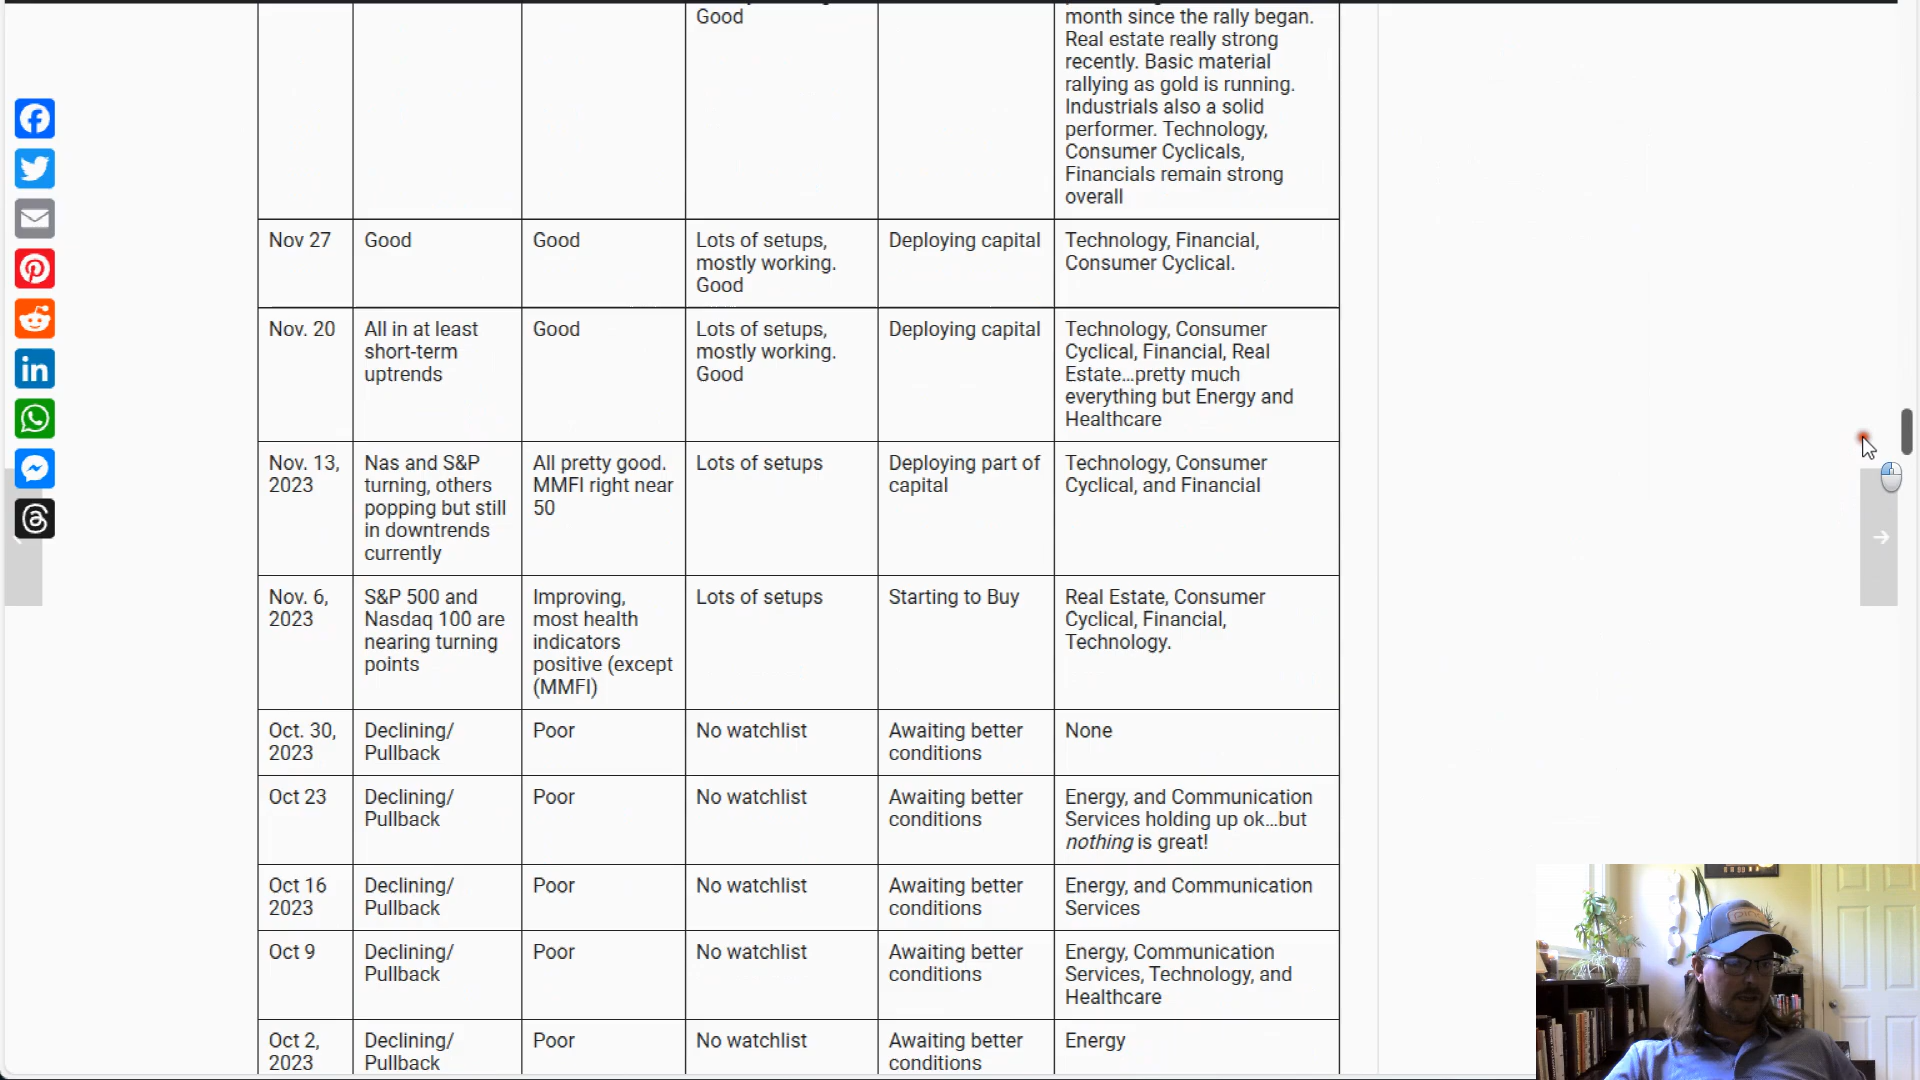 Good
month since the rally began.
Real estate really strong
recently. Basic material
rallying as gold is running.
Industrials also a solid
performer. Technology,
Consumer Cyclicals,
Financials remain strong
overall
Nov 27
Good
Good
Lots of setups,
mostly working.
Good
Deploying capital
Technology, Financial,
Consumer Cyclical.
Nov. 20
All in at least
short-term
uptrends
Good
Lots of setups,
mostly working.
Good
Deploying capital
Technology, Consumer
Cyclical, Financial, Real
Estate…pretty much
everything but Energy and
Healthcare
Nov. 13,
2023
Nas and S&P
turning, others
popping but still
in downtrends
currently
All pretty good.
MMFI right near
50
Lots of setups
Deploying part of
capital
Technology, Consumer
Cyclical, and Financial
Nov. 6,
2023
S&P 500 and
Nasdaq 100 are
nearing turning
points
Improving,
most health
indicators
positive (except
(MMFI)
Lots of setups
Starting to Buy
Real Estate, Consumer
Cyclical, Financial,
Technology.
Oct. 30,
2023
Declining/
Pullback
Poor
No watchlist
Awaiting better
conditions
None
Oct 23
Declining/
Pullback
Poor
No watchlist
Awaiting better
conditions
Energy, and Communication
Services holding up ok…but
nothing is great!
Oct 16
2023
Declining/
Pullback
Poor
No watchlist
Awaiting better
conditions
Energy, and Communication
Services
Oct 9
Declining/
Pullback
Poor
No watchlist
Awaiting better
conditions
Energy, Communication
Services, Technology, and
Healthcare
Oct 2,
2023
Declining/
Pullback
Poor
No watchlist
Awaiting better
conditions
Energy